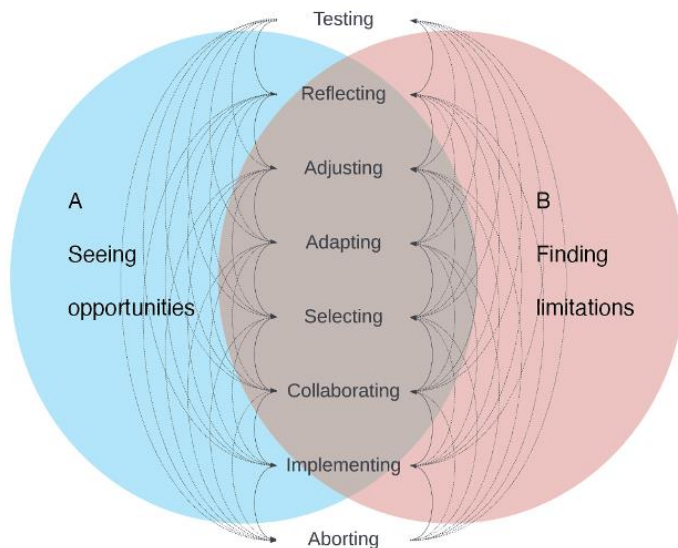 Testing
Reflecting
Adjusting
A
B
Seeing
Adapting
Finding
opportunities
Selecting
limitations
Collaborating
Implementing
Aborting